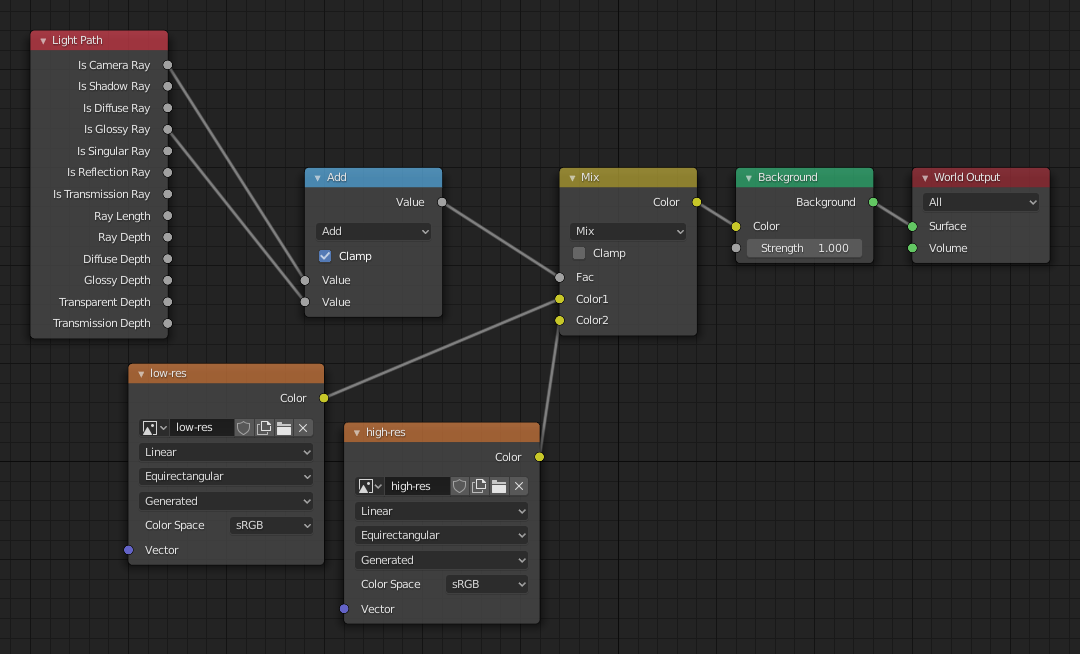 Light Path
Is Camera Ray
Is Shadow Ray
Is Diffuse Ray
Is Glossy Ray
Is Singular Ray
Is Reflection Ray
Is Transmission Ray
Ray Length
Ray Depth
Diffuse Depth
Glossy Depth
Transparent Depth
Transmission Depth
Add
Value
Add
Clamp
Value
Value
Mix
Color
Mix
Clamp
Fac
Color1
Color2
Background
Background
Color
Strength 1.000
World Output
All
Surface
Volume
low-res
Color
low-res
Linear
Equirectangular
Generated
Color Space sRGB
Vector
high-res
Color
high-res
Linear
Equirectangular
Generated
Color Space sRGB
Vector